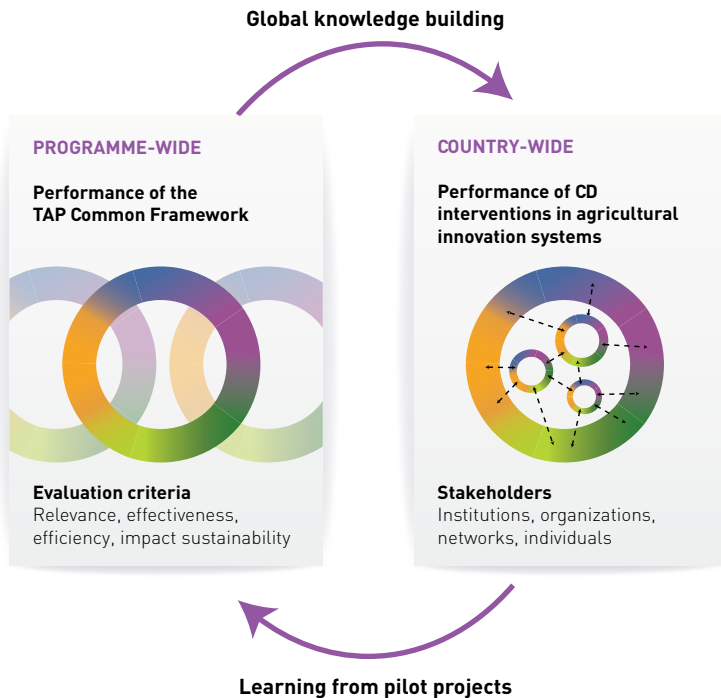 Global knowledge building
PROGRAMME-WIDE
Performance of the
TAP Common Framework
Evaluation criteria
Relevance, effectiveness,
efficiency, impact sustainability
COUNTRY-WIDE
Performance of CD
interventions in agricultural
innovation systems
Stakeholders
Institutions, organizations,
networks, individuals
Learning from pilot projects